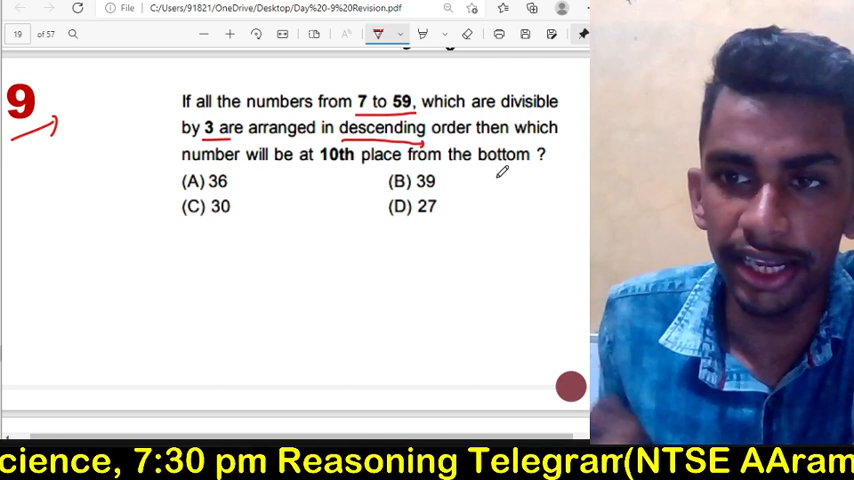 File
C:/Users/91821/OneDrive/Desktop/Day%20-9%20Revision.pdf
19 of 57
9
If all the numbers from 7 to 59, which are divisible
by 3 are arranged in descending order then which
number will be at 10th place from the bottom ?
(A) 36 (B) 39
(C) 30 (D) 27
cience, 7:30 pm Reasoning Telegram(NTSE AAram